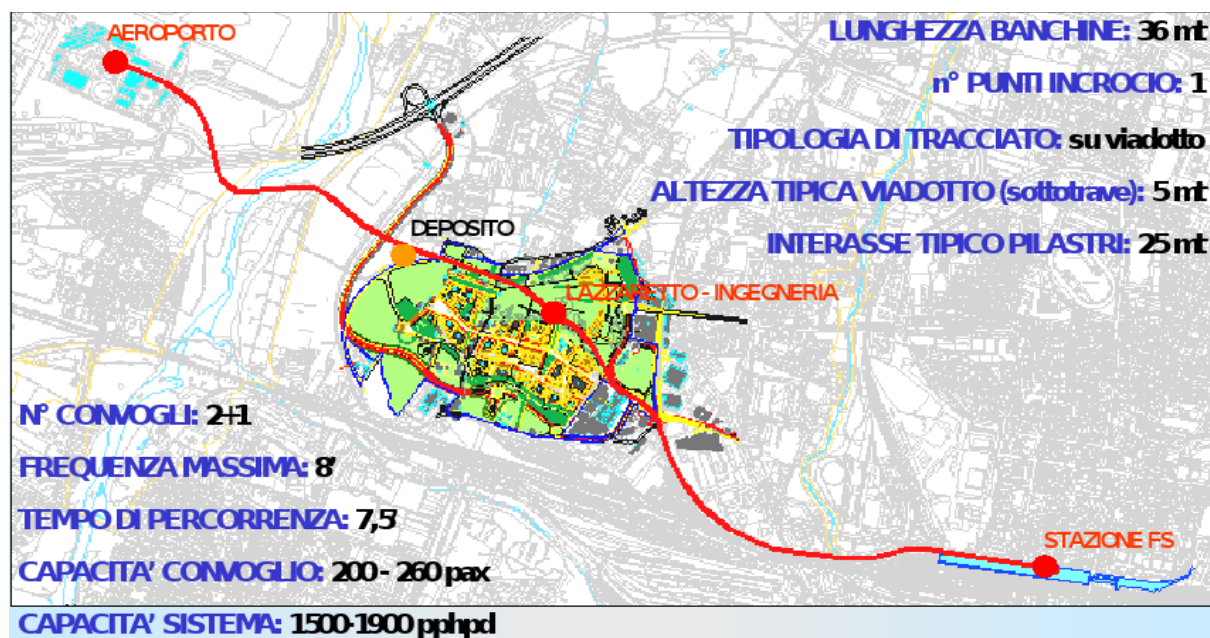 AEROPORTO
LUNGHEZZA BANCHINE: 36 mt
n° PUNTI INCROCIO: 1
TIPOLOGIA DI TRACCIATO: su viadotto
ALTEZZA TIPICA VIADOTTO (sottotrave): 5 mt
DEPOSITO
INTERASSE TIPICO PILASTRI: 25 mt
LAZZARETTO - INGEGNERIA
N° CONVOGLI: 2+1
FREQUENZA MASSIMA: 8'
TEMPO DI PERCORRENZA: 7,5'
STAZIONE FS
CAPACITA' CONVOGLIO: 200 - 260 pax
CAPACITA' SISTEMA: 1500-1900 pphpd